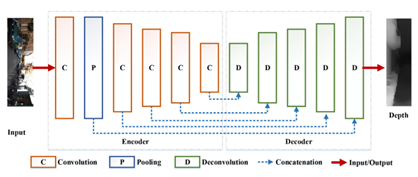 C P C C C C D D D D D
Input
Depth
Encoder Decoder
C Convolution P Pooling D Deconvolution Concatenation Input/Output